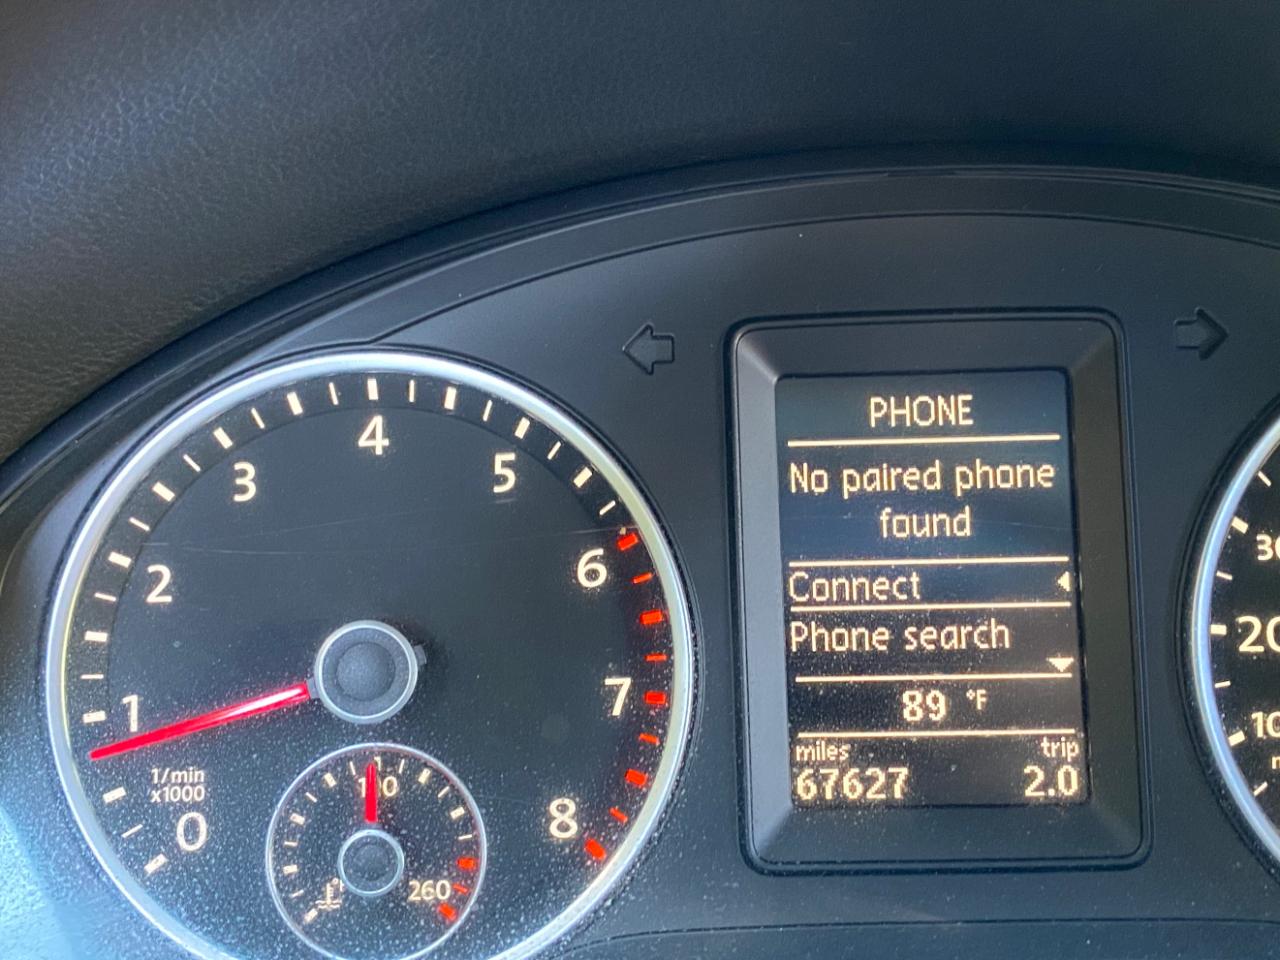 PHONE
No paired phone
found
Connect
Phone search
89 °F
miles trip
67627 2.0
0
1
2
3
4
5
6
7
8
1/min
x1000
260
20